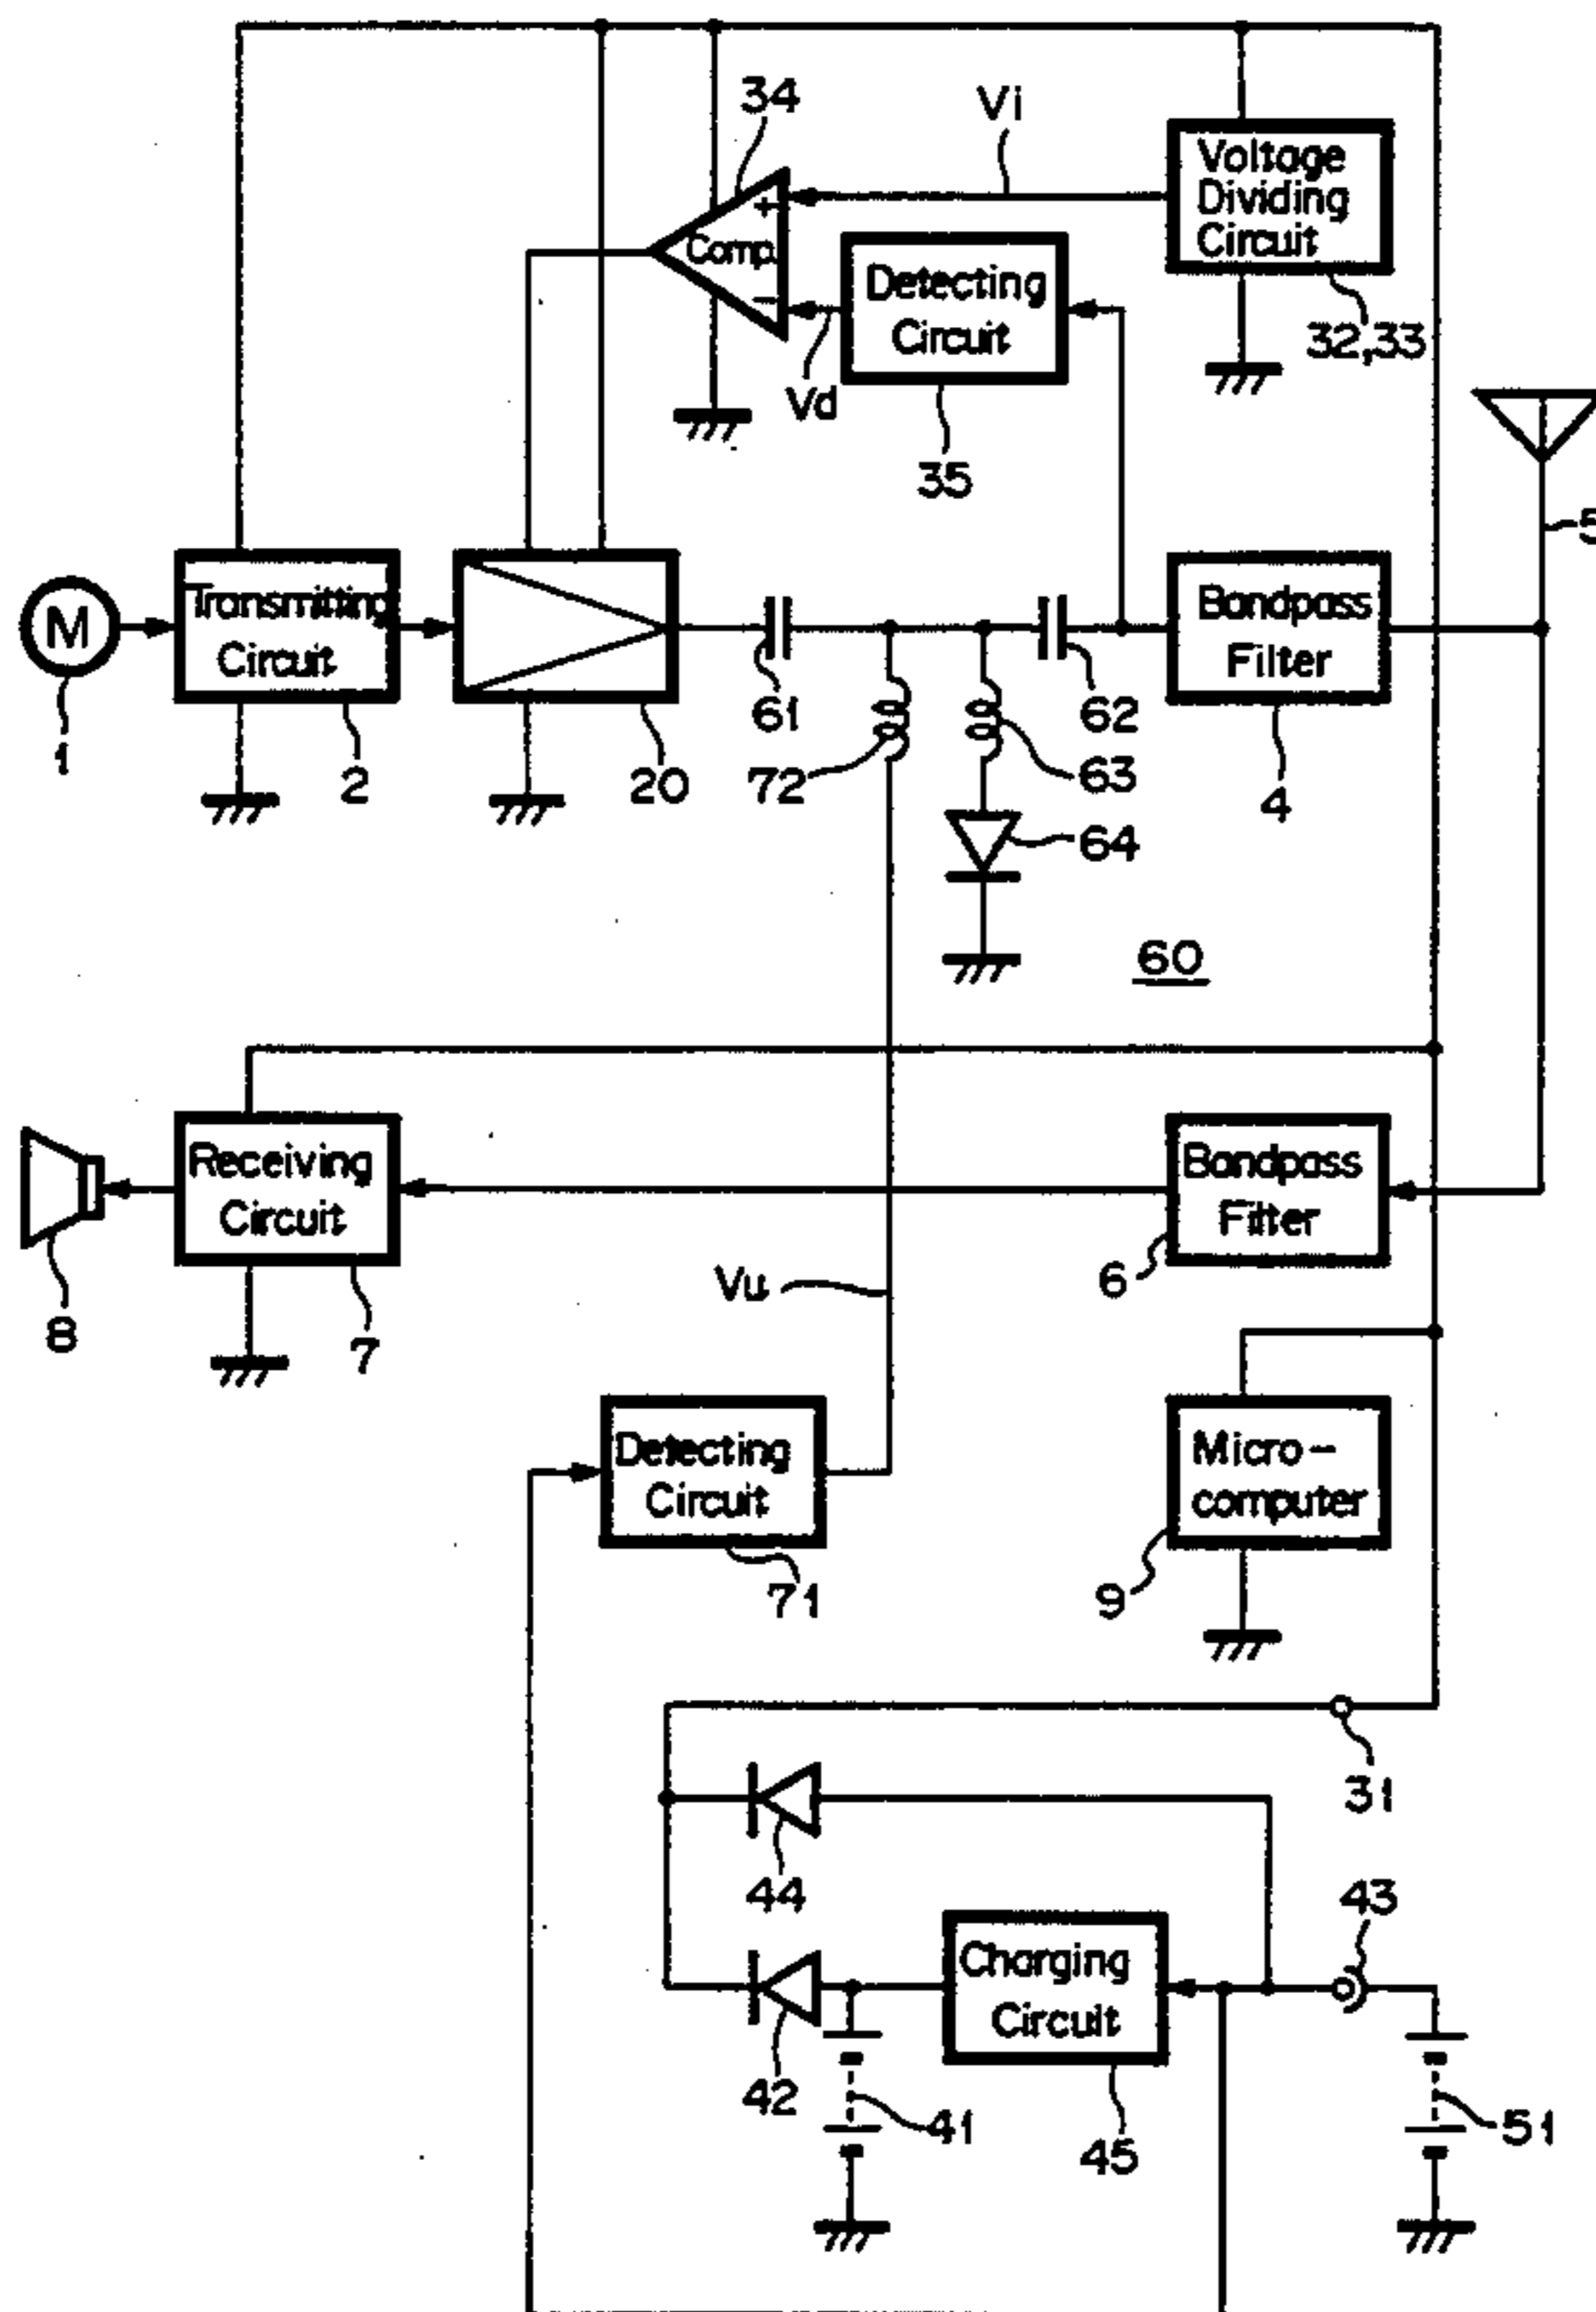 34
Vi
Voltage
Dividing
Circuit
+
Comp.
−
Detecting
Circuit
32,33
Vd
35
5
M
Transmitting
Circuit
Bandpass
Filter
61
62
1
2
20
72
63
4
64
60
Receiving
Circuit
Bandpass
Filter
Vu
6
8
7
Detecting
Circuit
Micro-
computer
71
9
31
44
43
Charging
Circuit
42
41
45
51